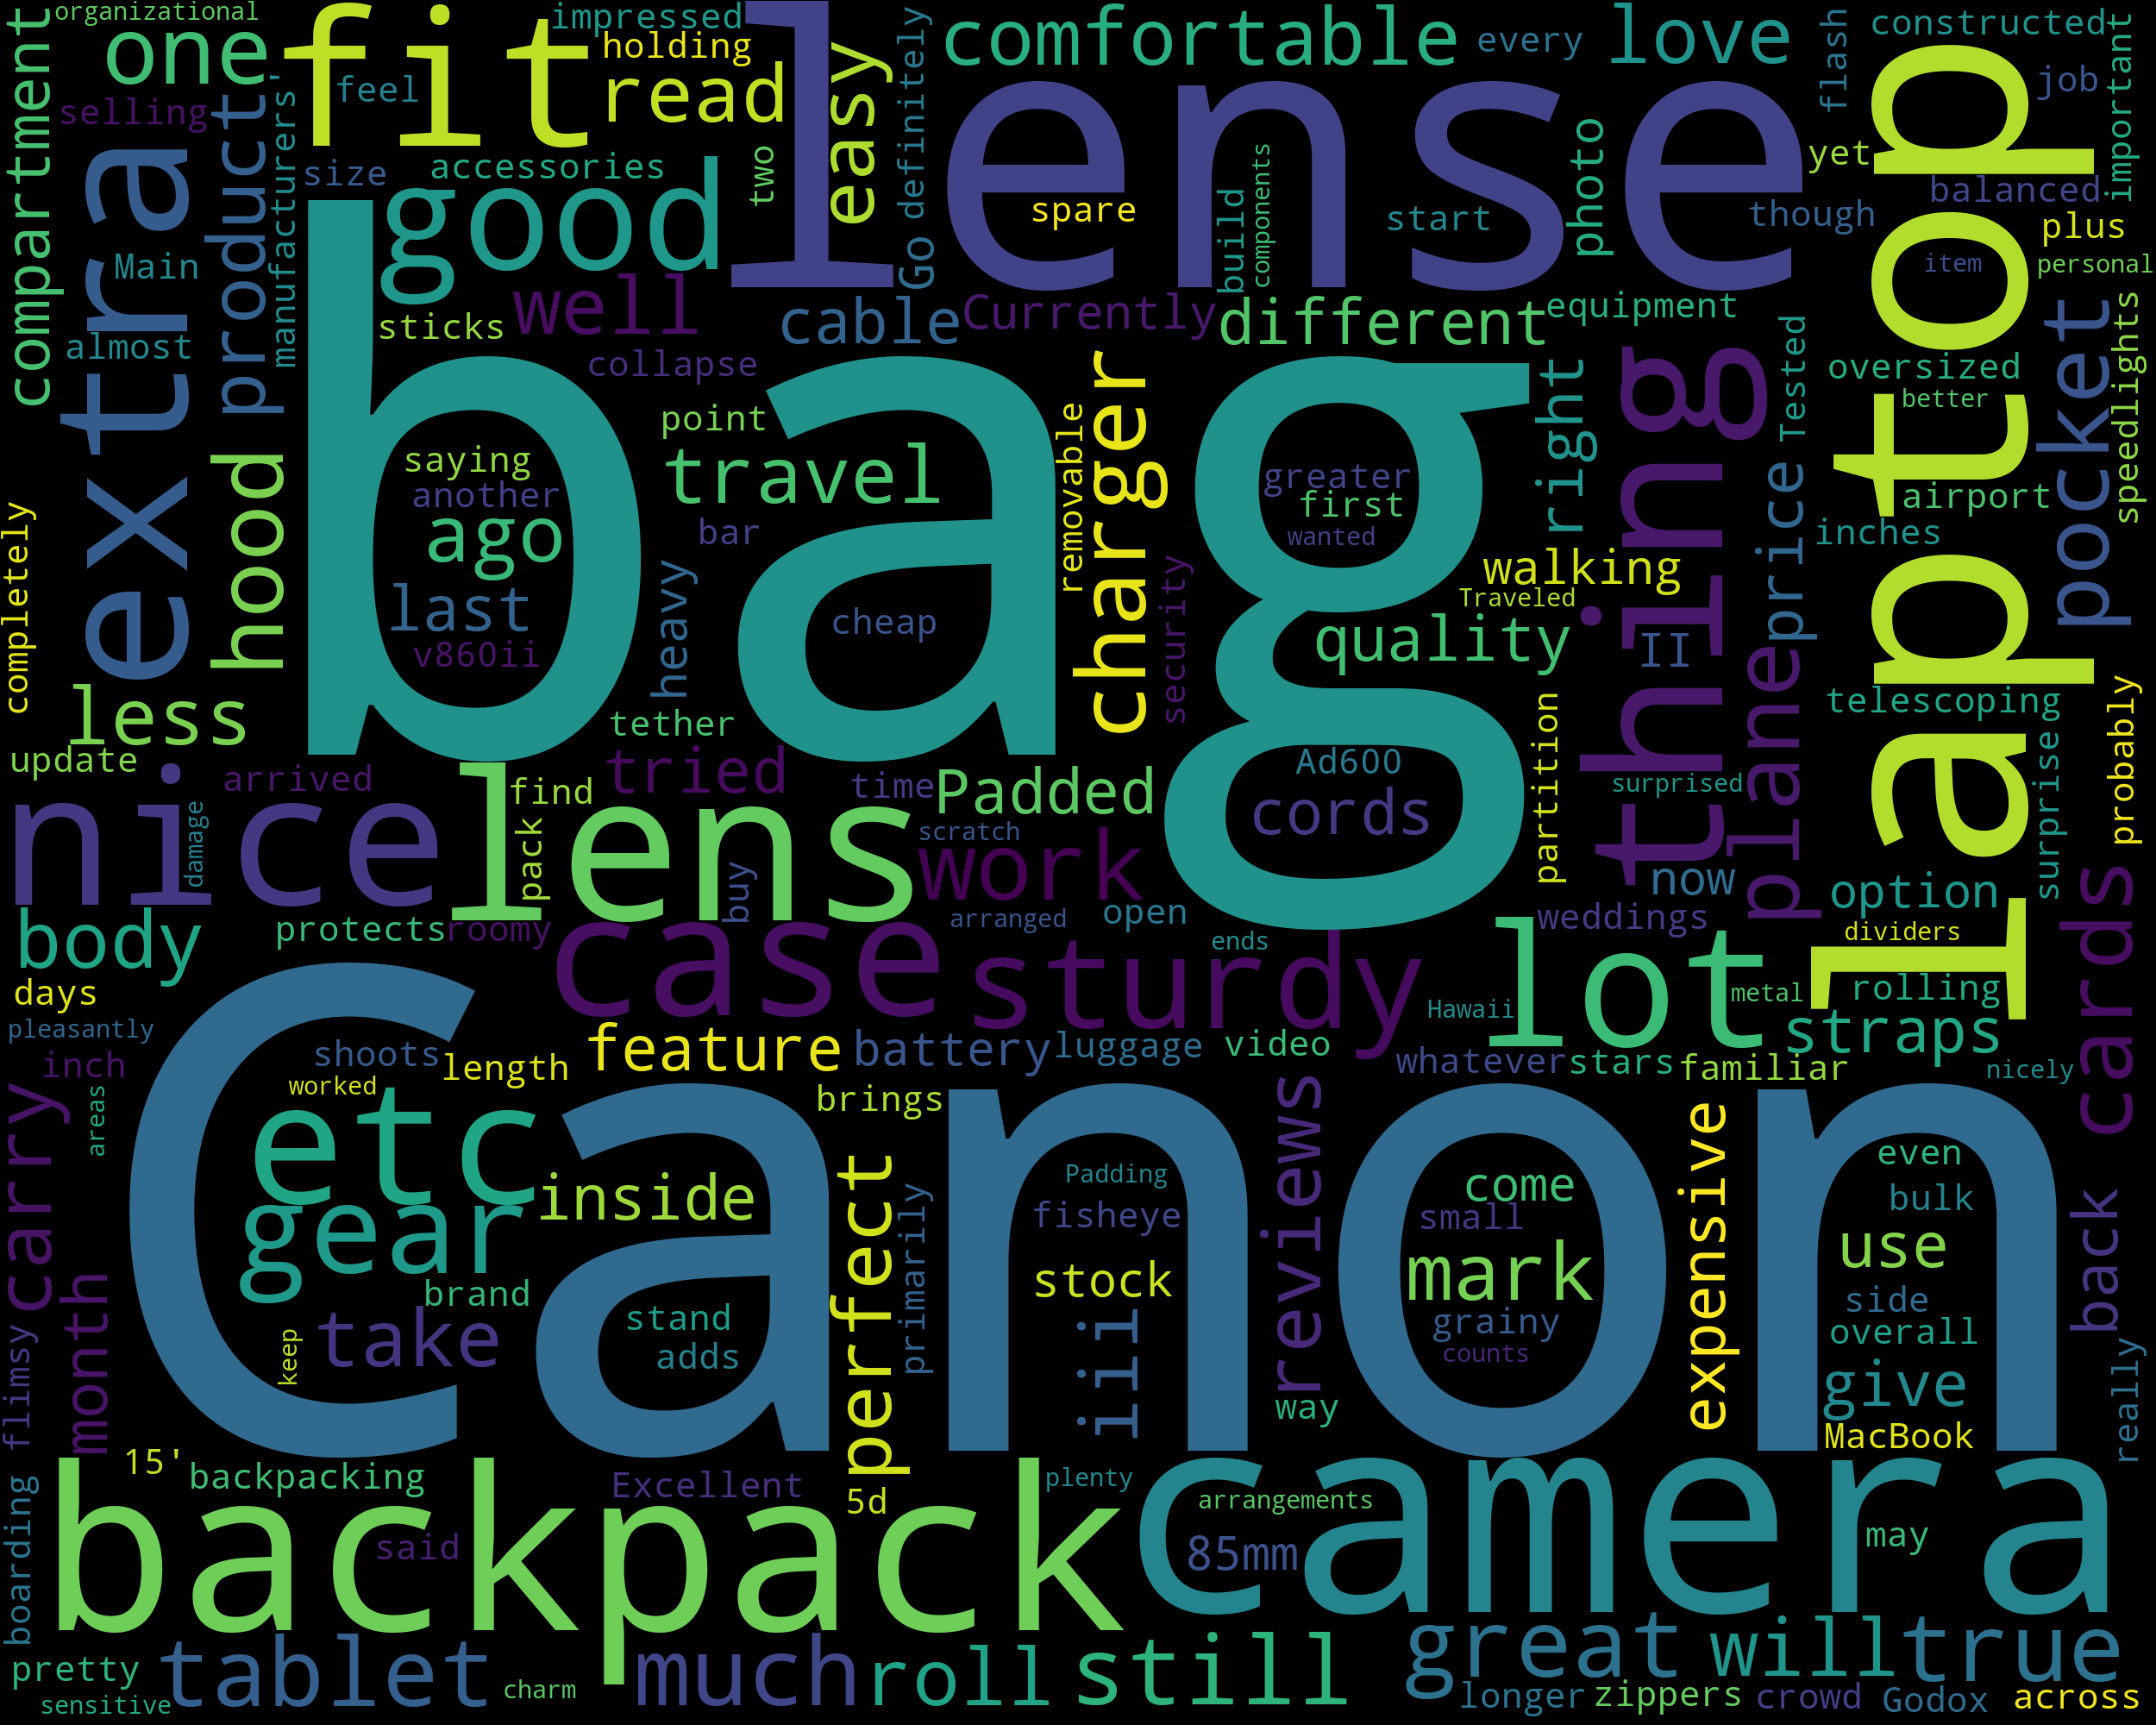 organizational
compartment
one
selling
fit
impressed
holding
feel
read
easy
definitely
Go
comfortable
every
love
flash
constructed
job
important
lense
laptop
extra
product
manufacturers'
size
accessories
two
good
spare
start
build
components
photo
though
yet
balanced
plus
item
personal
Main
almost
hood
sticks
well
cable
Currently
different
equipment
collapse
bag
point
charger
removable
right
thing
Tested
oversized
better
pocket
speedlights
saying
another
ago
last
v860ii
travel
bar
heavy
cheap
security
greater
first
wanted
walking
Traveled
quality
II
price
plane
airport
inches
completely
less
update
tether
tried
arrived
nice
damage
find
pack
lens
time
Padded
scratch
work
buy
Ad600
cords
partition
surprised
now
telescoping
surprise
probably
option
dividers
body
protects
roomy
case
arranged
open
sturdy
ends
weddings
lot
metal
rolling
straps
cards
days
pleasantly
inch
areas
shoots
worked
length
feature
battery
luggage
video
Hawaii
whatever
stars
familiar
nicely
Canon
carry
etc
gear
inside
brings
perfect
primarily
Padding
fisheye
stock
iii
reviews
way
come
small
mark
grainy
counts
expensive
even
bulk
use
side
overall
give
MacBook
back
really
flimsy
month
take
keep
brand
stand
adds
boarding
15'
backpacking
Excellent
5d
plenty
arrangements
backpack
said
camera
85mm
may
pretty
sensitive
tablet
charm
much
roll
still
great
will
true
longer
zippers
crowd
Godox
across